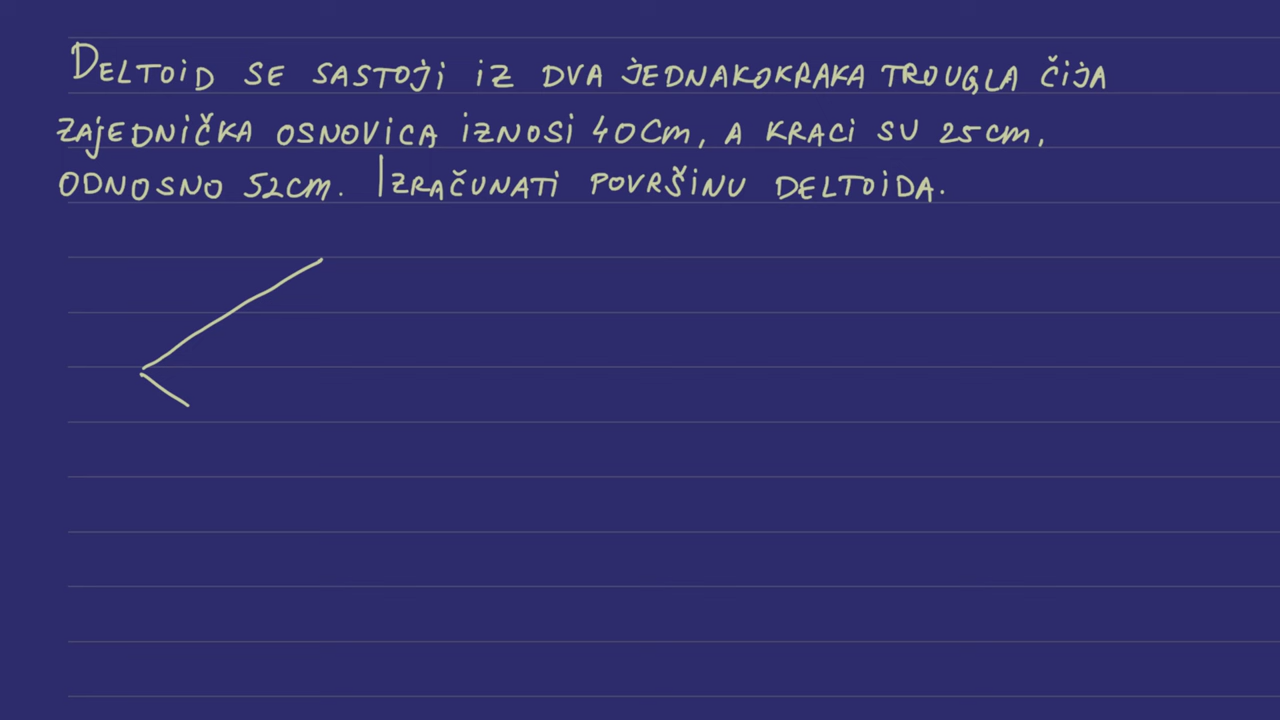 DELTOID SE SASTOJI IZ DVA JEDNAKOKRAKA TROUGLA ČIJA
ZAJEDNIČKA OSNOVICA IZNOSI 40CM, A KRACI SU 25CM,
ODNOSNO 52CM. IZRAČUNATI POVRŠINU DELTOIDA.